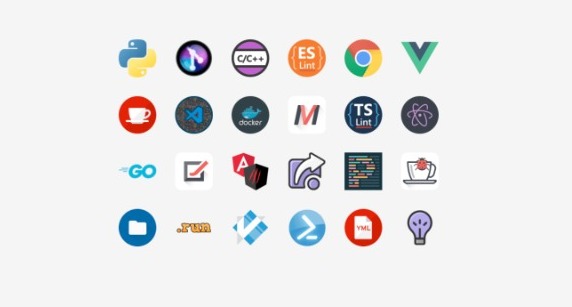 C/C++
{ES}
Lint
docker
M
{TS}
Lint
GO
A
.run
YML